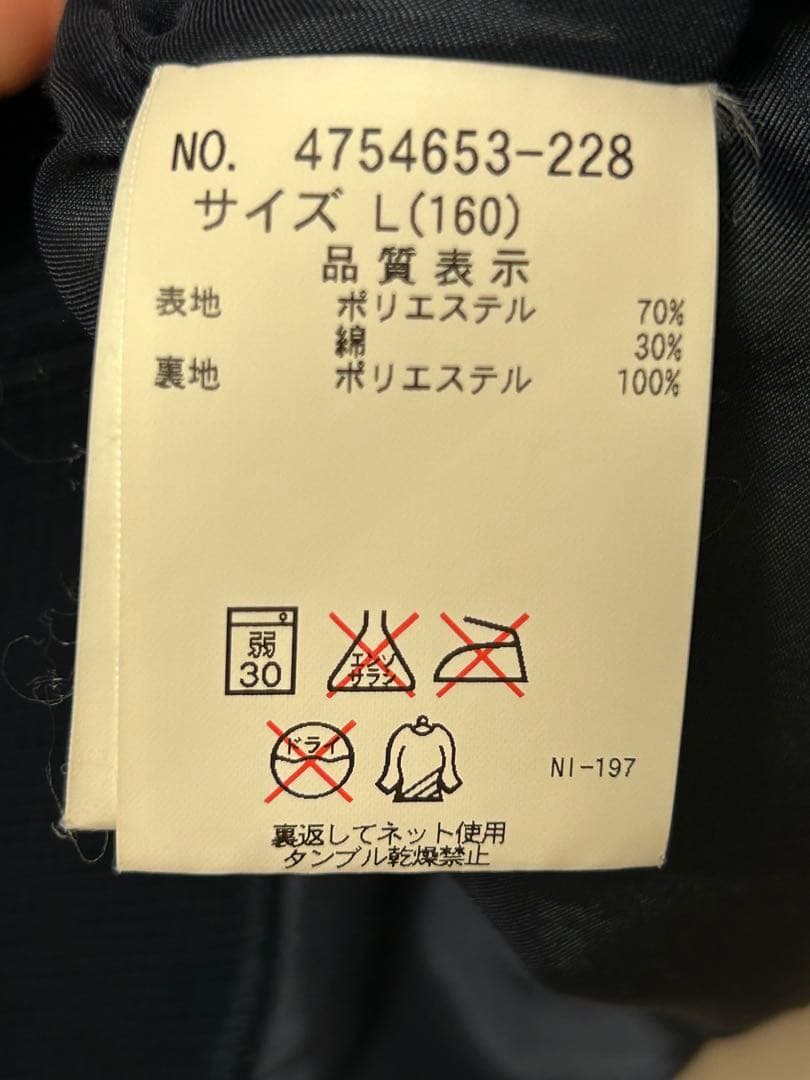 NO. 4754653-228
サイズ L(160)
品質表示
表地 ポリエステル 70%
綿 30%
裏地 ポリエステル 100%
弱
30
エンソ
サラシ
ドライ
NI-197
裏返してネット使用
タンブル乾燥禁止